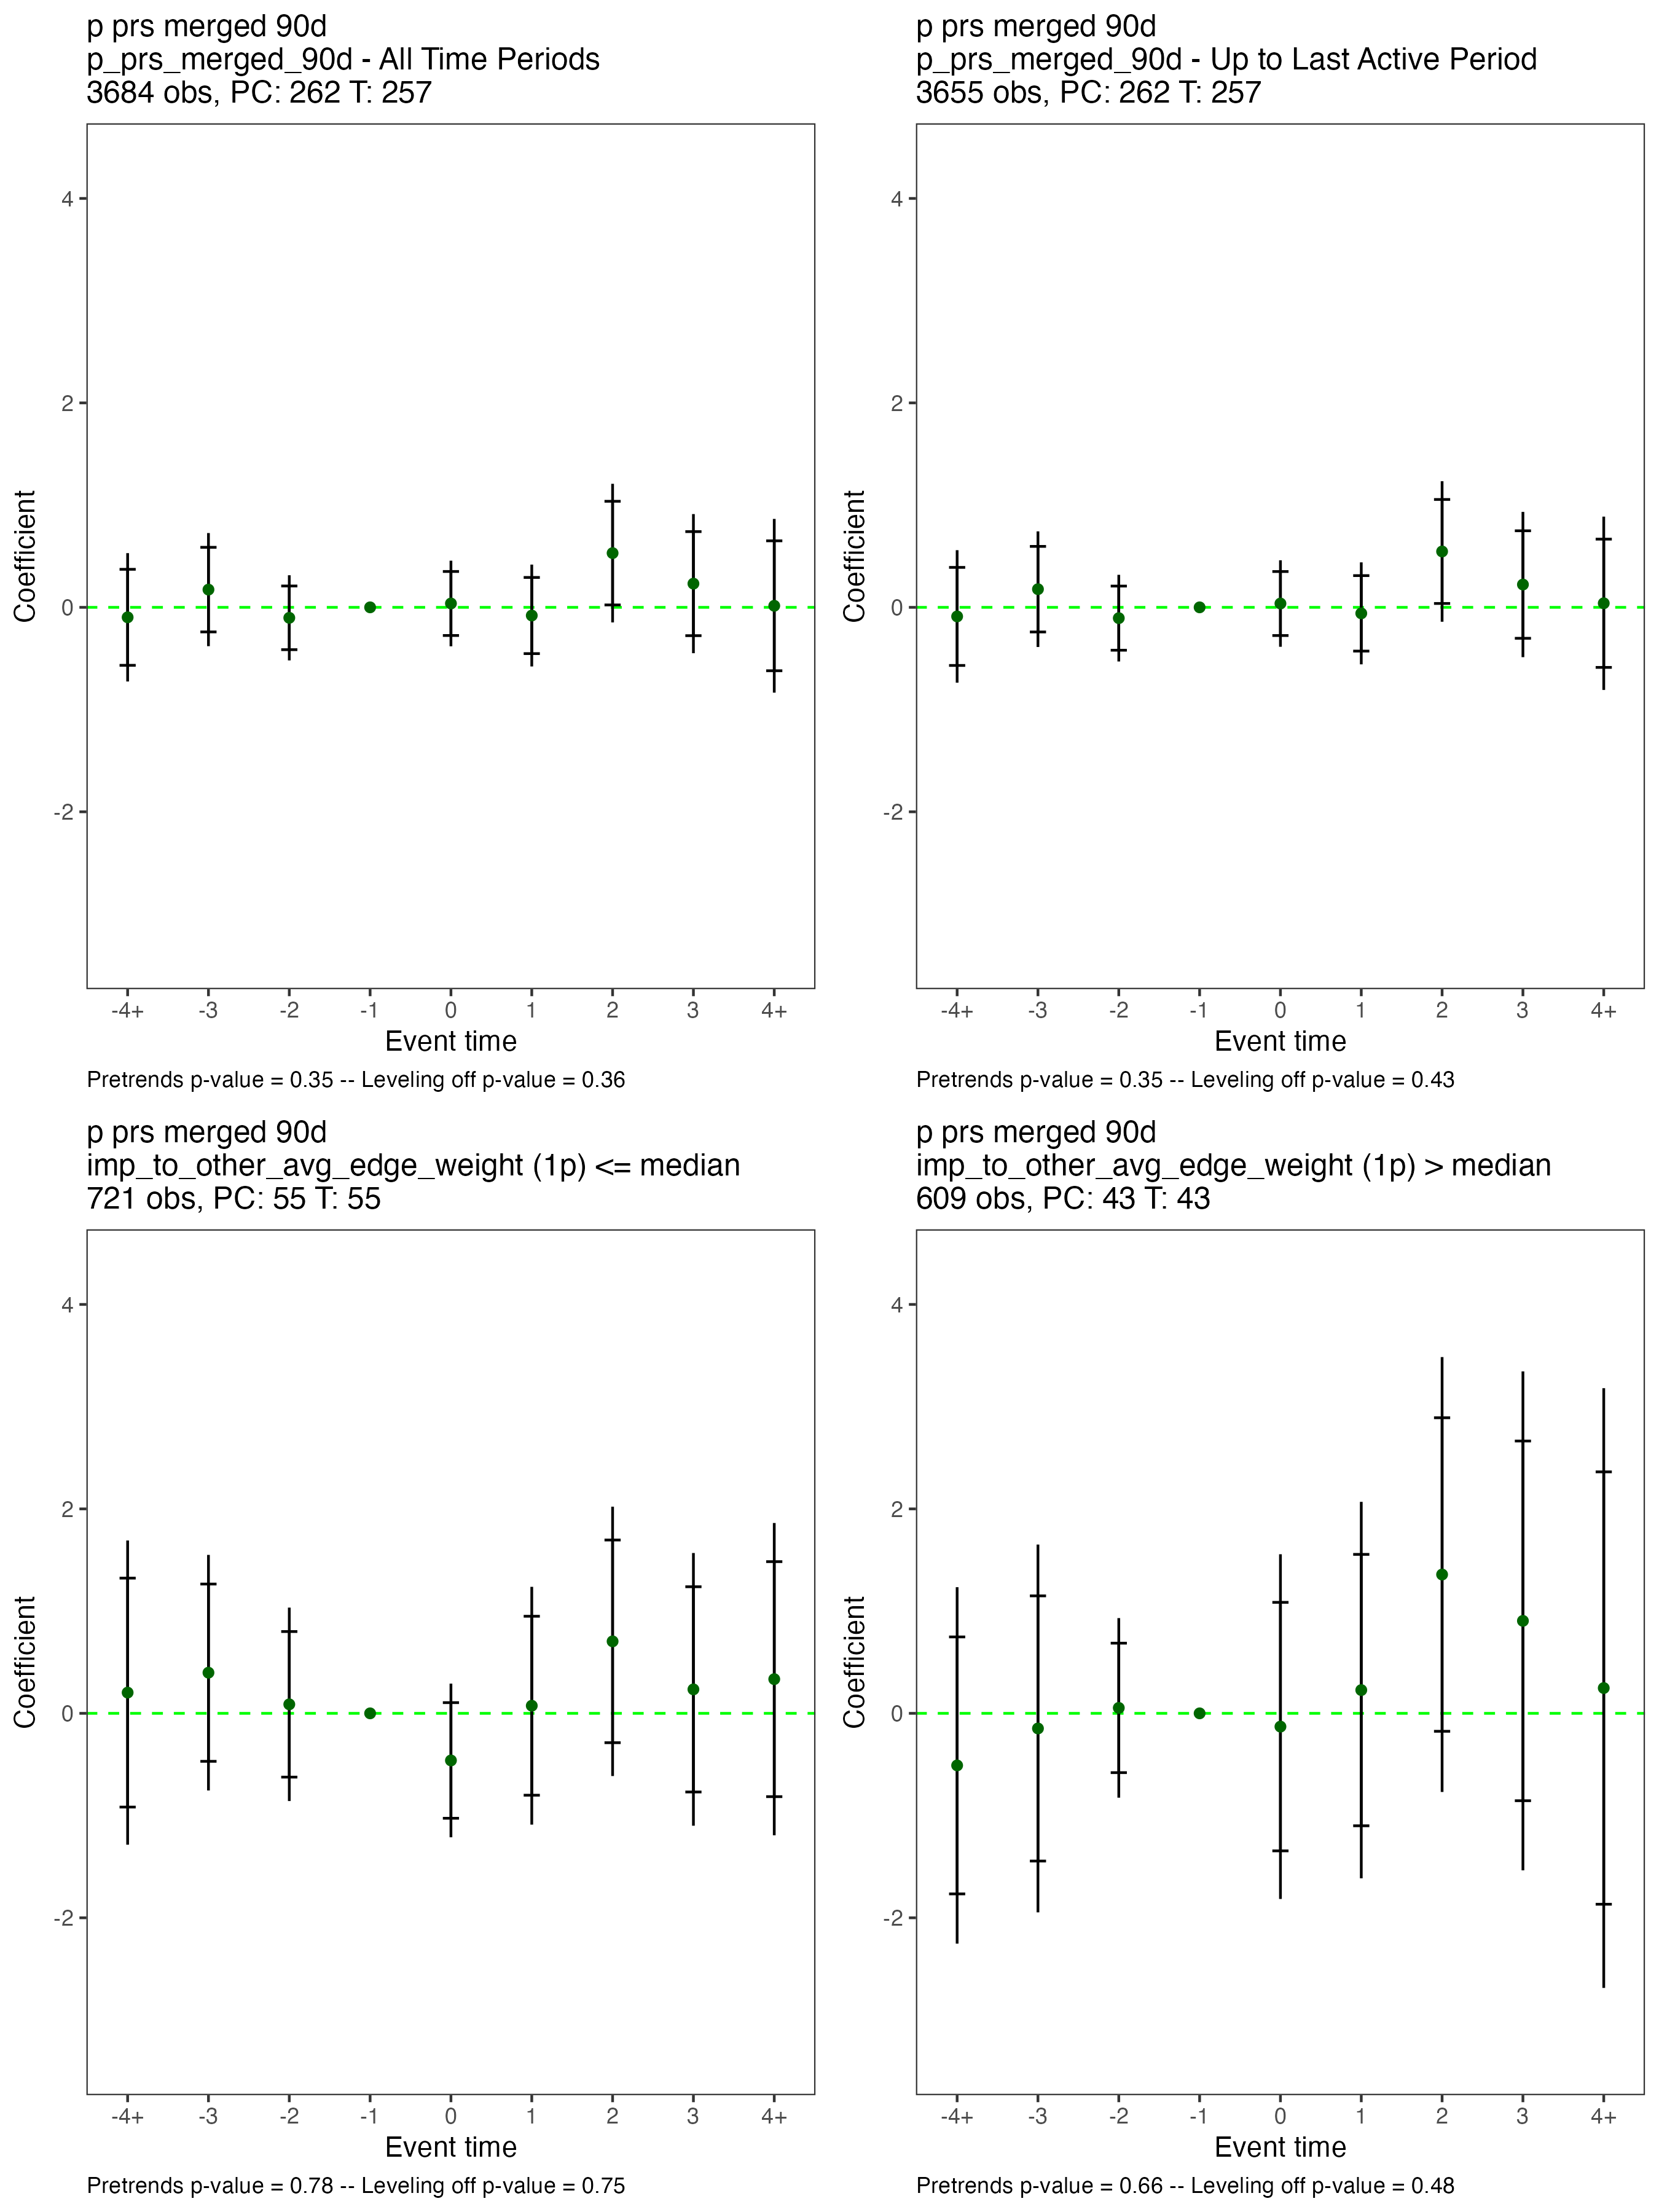 p prs merged 90d
p_prs_merged_90d - All Time Periods
3684 obs, PC: 262 T: 257
Coefficient
4
2
0
-2
-4+ -3 -2 -1 0 1 2 3 4+
Event time
Pretrends p-value = 0.35 -- Leveling off p-value = 0.36
p prs merged 90d
p_prs_merged_90d - Up to Last Active Period
3655 obs, PC: 262 T: 257
Coefficient
4
2
0
-2
-4+ -3 -2 -1 0 1 2 3 4+
Event time
Pretrends p-value = 0.35 -- Leveling off p-value = 0.43
p prs merged 90d
imp_to_other_avg_edge_weight (1p) <= median
721 obs, PC: 55 T: 55
Coefficient
4
2
0
-2
-4+ -3 -2 -1 0 1 2 3 4+
Event time
Pretrends p-value = 0.78 -- Leveling off p-value = 0.75
p prs merged 90d
imp_to_other_avg_edge_weight (1p) > median
609 obs, PC: 43 T: 43
Coefficient
4
2
0
-2
-4+ -3 -2 -1 0 1 2 3 4+
Event time
Pretrends p-value = 0.66 -- Leveling off p-value = 0.48